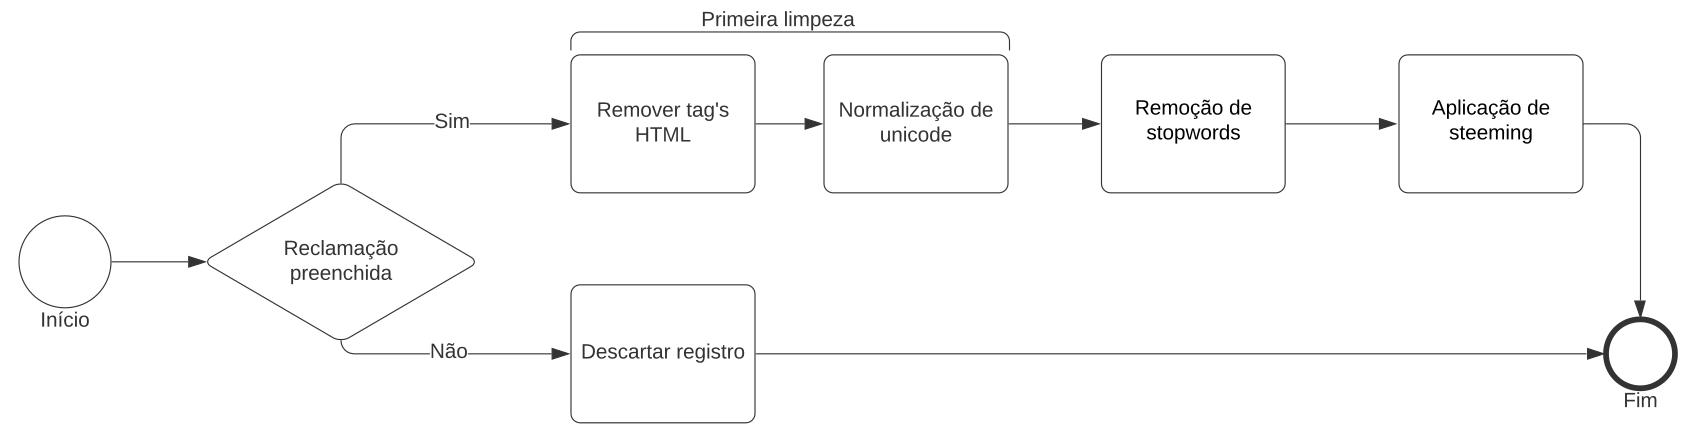 Primeira limpeza
Remover tag's
HTML
Normalização de
unicode
Remoção de
stopwords
Aplicação de
steeming
Sim
Reclamação
preenchida
Início
Não
Descartar registro
Fim